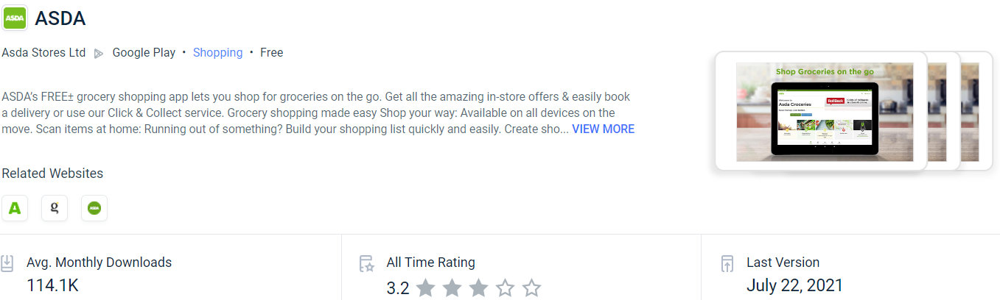 ASDA
ASDA
Asda Stores Ltd Google Play • Shopping • Free
Shop Groceries on the go
Asda Groceries
RollBack
ASDA's FREE± grocery shopping app lets you shop for groceries on the go. Get all the amazing in-store offers & easily book
a delivery or use our Click & Collect service. Grocery shopping made easy Shop your way: Available on all devices on the
move. Scan items at home: Running out of something? Build your shopping list quickly and easily. Create sho... VIEW MORE
Related Websites
A g ASDA
Avg. Monthly Downloads
114.1K
All Time Rating
3.2
Last Version
July 22, 2021